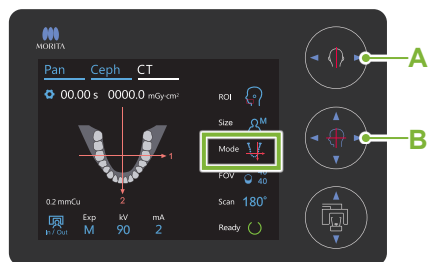 MORITA
Pan Ceph CT
00.00 s 0000.0 mGy·cm²
ROI
Size M
Mode
1
FOV 40
40
2
0.2 mmCu
Scan 180°
Exp kV mA
In / Out M 90 2
Ready
A
B